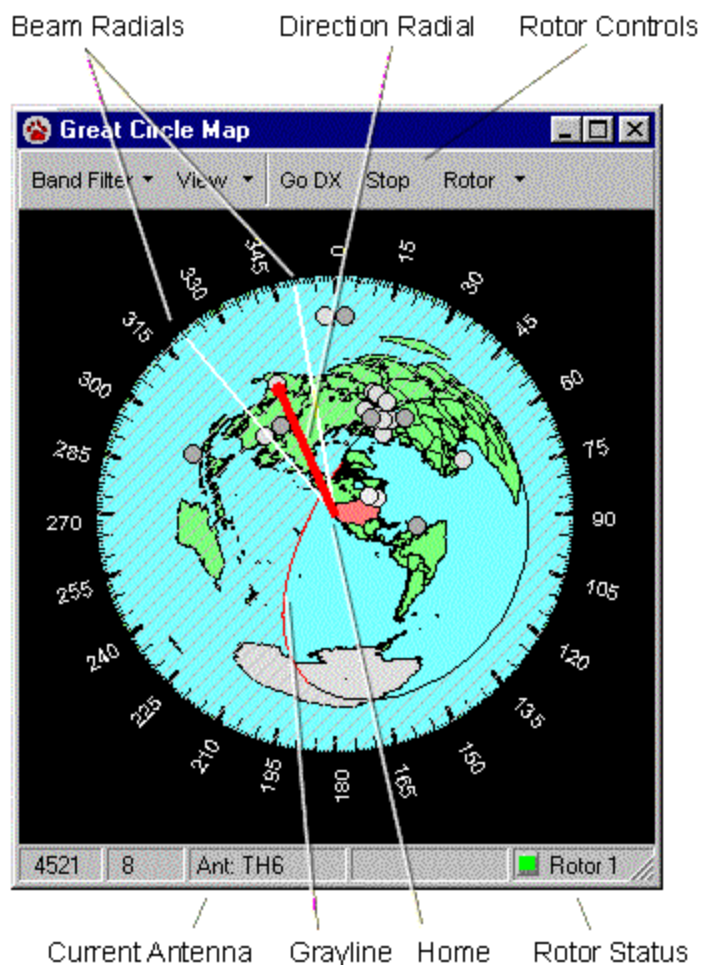 Beam Radials Direction Radial Rotor Controls
Great Circle Map
Band Filter View Go DX Stop Rotor
345 0 15
330 30
315 45
300 60
285 75
270 90
255 105
240 120
225 135
210 150
195 180 165
4521 8 Ant: TH6 Rotor 1
Current Antenna Grayline Home Rotor Status